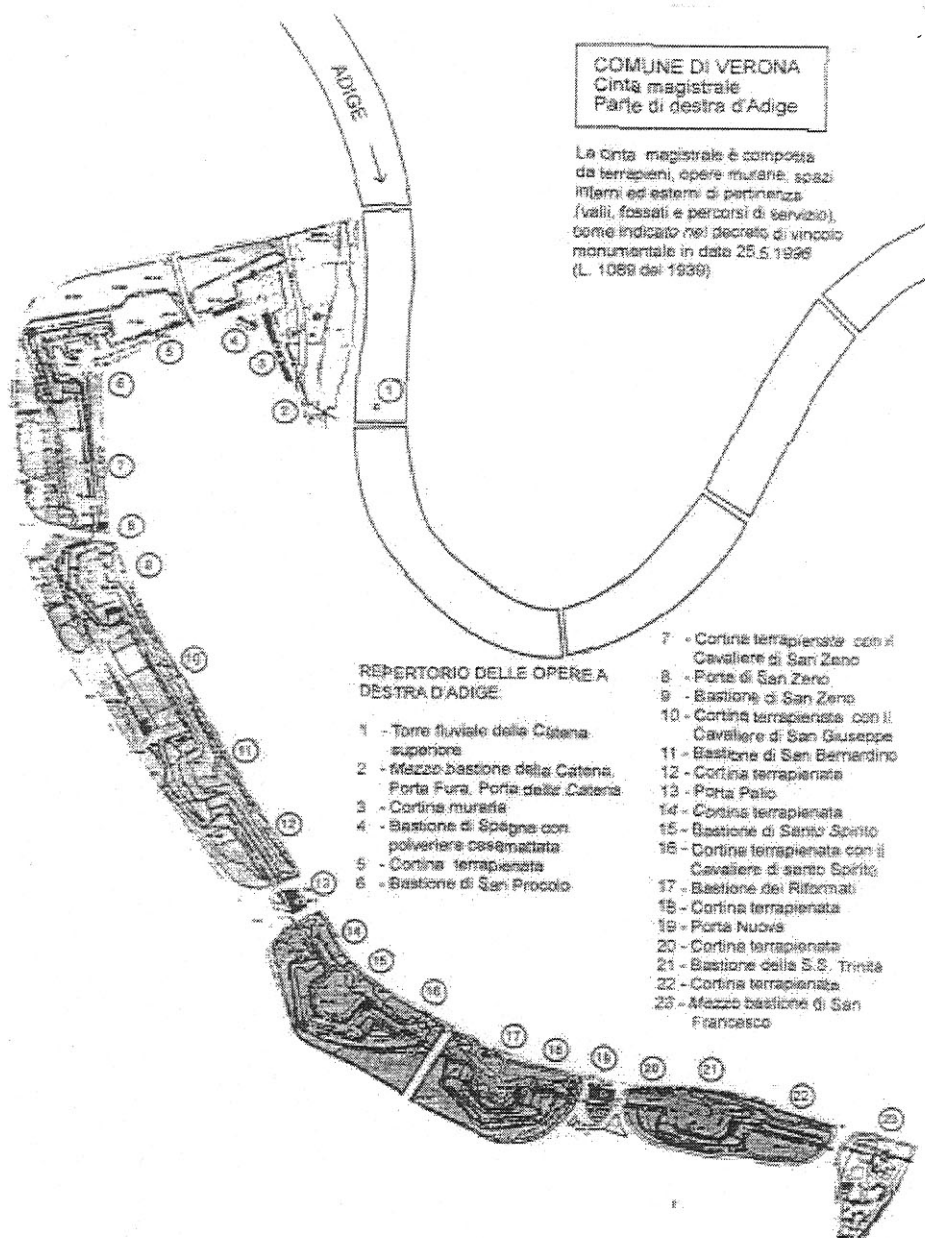 COMUNE DI VERONA
Cinta magistrale
Parte di destra d'Adige
La cinta magistrale è composta
da terrapieni, opere murarie, spazi
interni ed esterni di pertinenza
(valli, fossati e percorsi di servizio),
come indicato nel decreto di vincolo
monumentale in data 25.5.1996
(L. 1089 del 1939)
ADIGE
1
2
3
4
5
6
7
8
9
10
11
12
13
14
15
16
17
18
19
20
21
22
23
REPERTORIO DELLE OPERE A
DESTRA D'ADIGE:
1 - Torre fluviale della Catena
superiore
2 - Mezzo bastione della Catena,
Porta Fura, Porta della Catena
3 - Cortina muraria
4 - Bastione di Spagna con
polveriera casamattata
5 - Cortina terrapienata
6 - Bastione di San Procolo
7 - Cortina terrapienata con il
Cavaliere di San Zeno
8 - Porta di San Zeno
9 - Bastione di San Zeno
10 - Cortina terrapienata con il
Cavaliere di San Giuseppe
11 - Bastione di San Bernardino
12 - Cortina terrapienata
13 - Porta Palio
14 - Cortina terrapienata
15 - Bastione di Santo Spirito
16 - Cortina terrapienata con il
Cavaliere di santo Spirito
17 - Bastione dei Riformati
18 - Cortina terrapienata
19 - Porta Nuova
20 - Cortina terrapienata
21 - Bastione della S.S. Trinità
22 - Cortina terrapienata
23 - Mezzo bastione di San
Francesco